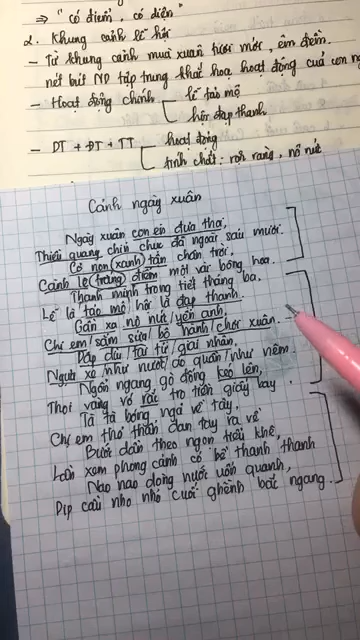 ⇒ "cổ điển, cổ điện"
2. Khung cảnh lễ hội
- Từ khung cảnh mùa xuân tươi mới, êm đềm
nét bút ND tập trung khắc hoạ hoạt động của con ng
- Hoạt động chính
lễ tảo mộ
hội đạp thanh
- DT + ĐT + TT
hoạt động
tính chất: rộn ràng, nô nức
Cảnh ngày xuân
Ngày xuân con én đưa thoi,
Thiều quang chín chục đã ngoài sáu mươi.
Cỏ non xanh tận chân trời,
Cành lê trắng điểm một vài bông hoa.
Thanh minh trong tiết tháng ba,
Lễ là tảo mộ hội là đạp thanh.
Gần xa nô nức / yến anh,
Chị em / sắm sửa / bộ hành / chơi xuân.
Dập dìu / tài tử / giai nhân,
Ngựa xe như nước / áo quần / như nêm.
Ngổn ngang gò đống kéo lên,
Thoi vàng vó rắc tro tiền giấy bay.
Tà tà bóng ngả về tây,
Chị em thơ thẩn dan tay ra về
Bước dần theo ngọn tiểu khê,
Lần xem phong cảnh có bề thanh thanh
Nao nao dòng nước uốn quanh,
Dịp cầu nho nhỏ cuối ghềnh bắc ngang.